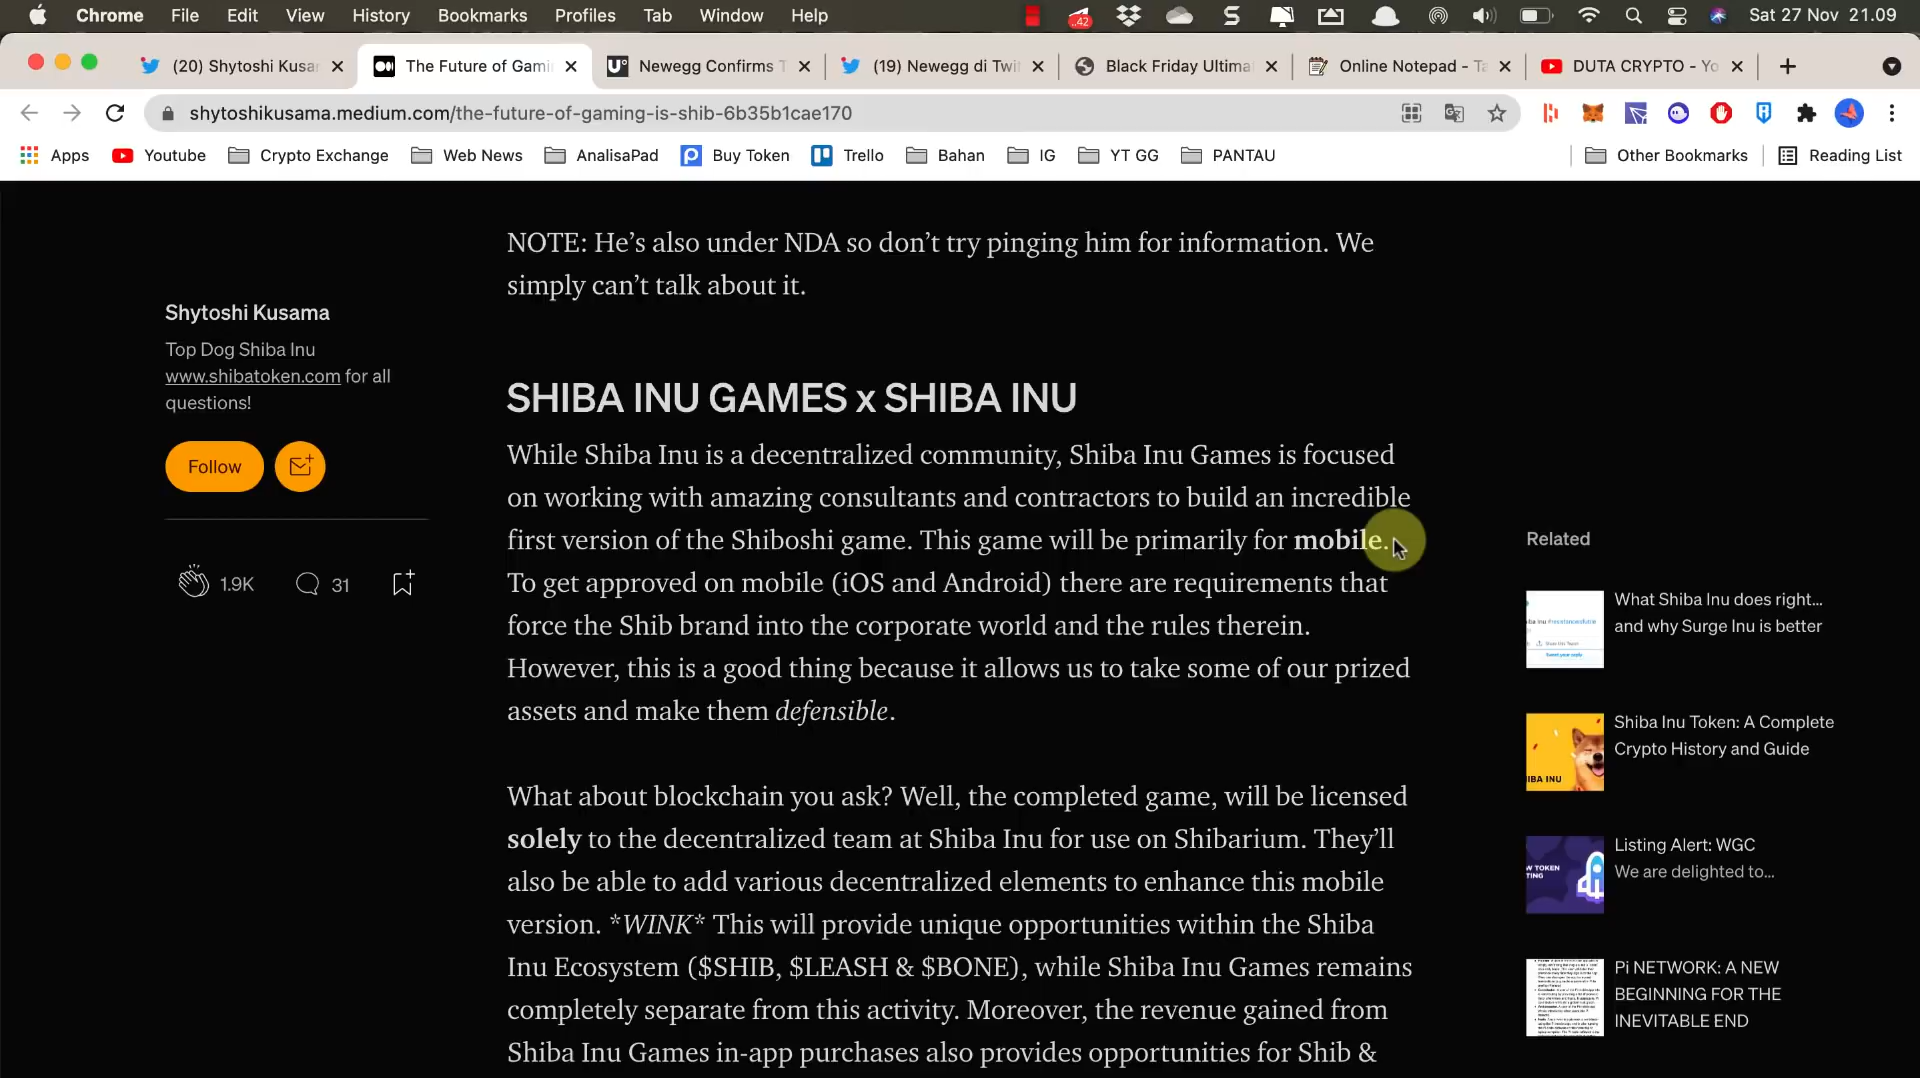 Chrome File Edit View History Bookmarks Profiles Tab Window Help Sat 27 Nov 21.09
(20) Shytoshi Kusa
The Future of Gami
Newegg Confirms T
(19) Newegg di Twi
Black Friday Ultima
Online Notepad - Ta
DUTA CRYPTO - Yo
shytoshikusama.medium.com/the-future-of-gaming-is-shib-6b35b1cae170
Apps Youtube Crypto Exchange Web News AnalisaPad Buy Token Trello Bahan IG YT GG PANTAU Other Bookmarks Reading List
NOTE: He’s also under NDA so don’t try pinging him for information. We
simply can’t talk about it.
Shytoshi Kusama
Top Dog Shiba Inu
www.shibatoken.com for all
questions!
Follow
1.9K 31
SHIBA INU GAMES x SHIBA INU
While Shiba Inu is a decentralized community, Shiba Inu Games is focused
on working with amazing consultants and contractors to build an incredible
first version of the Shiboshi game. This game will be primarily for mobile.
To get approved on mobile (iOS and Android) there are requirements that
force the Shib brand into the corporate world and the rules therein.
However, this is a good thing because it allows us to take some of our prized
assets and make them defensible.
What about blockchain you ask? Well, the completed game, will be licensed
solely to the decentralized team at Shiba Inu for use on Shibarium. They’ll
also be able to add various decentralized elements to enhance this mobile
version. *WINK* This will provide unique opportunities within the Shiba
Inu Ecosystem ($SHIB, $LEASH & $BONE), while Shiba Inu Games remains
completely separate from this activity. Moreover, the revenue gained from
Shiba Inu Games in-app purchases also provides opportunities for Shib &
Related
What Shiba Inu does right...
and why Surge Inu is better
Shiba Inu Token: A Complete
Crypto History and Guide
IBA INU
Listing Alert: WGC
We are delighted to...
W TOKEN
TING
Pi NETWORK: A NEW
BEGINNING FOR THE
INEVITABLE END